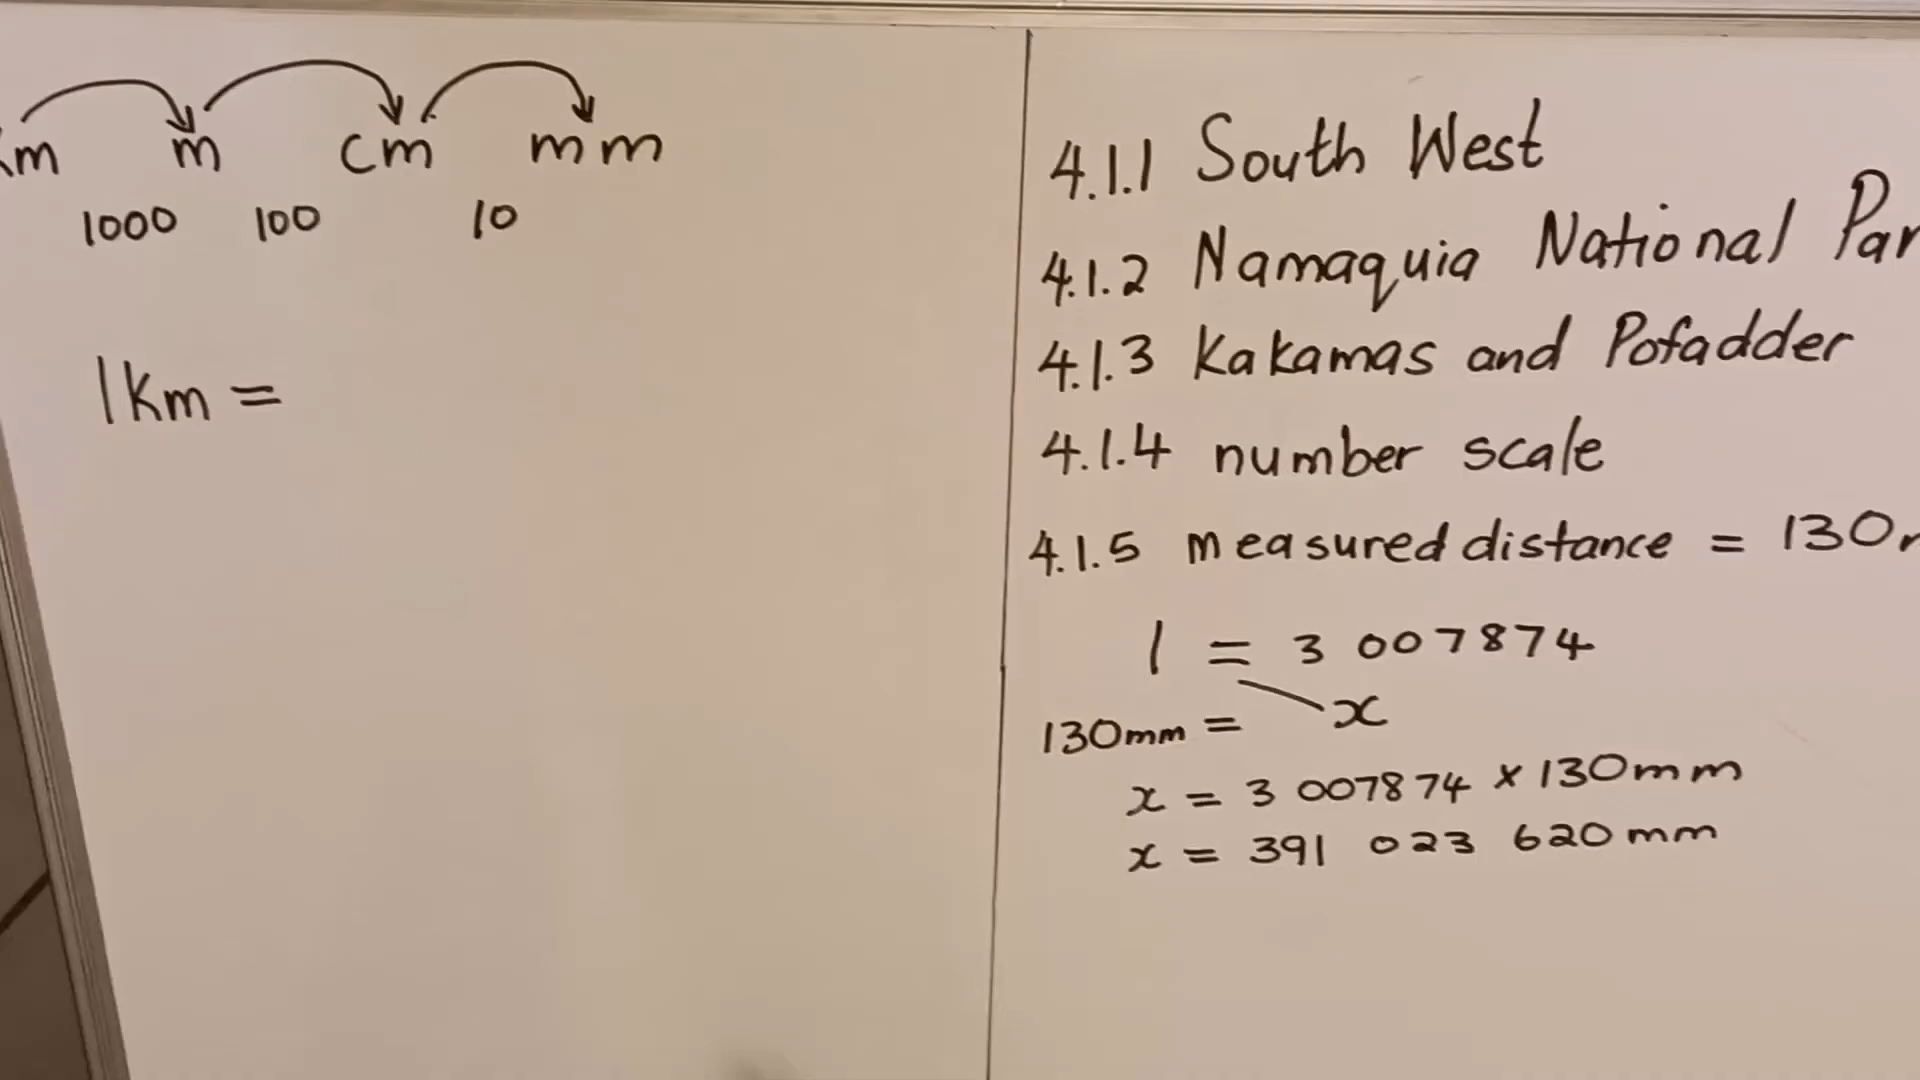 m cm mm
1000 100 10
1Km =
4.1.1 South West
4.1.2 Namaquia National
4.1.3 Kakamas and Pofadder
4.1.4 number scale
4.1.5 measured distance = 130
1 = 3 007874
130mm = x
x = 3 007874 x 130mm
x = 391 023 620mm